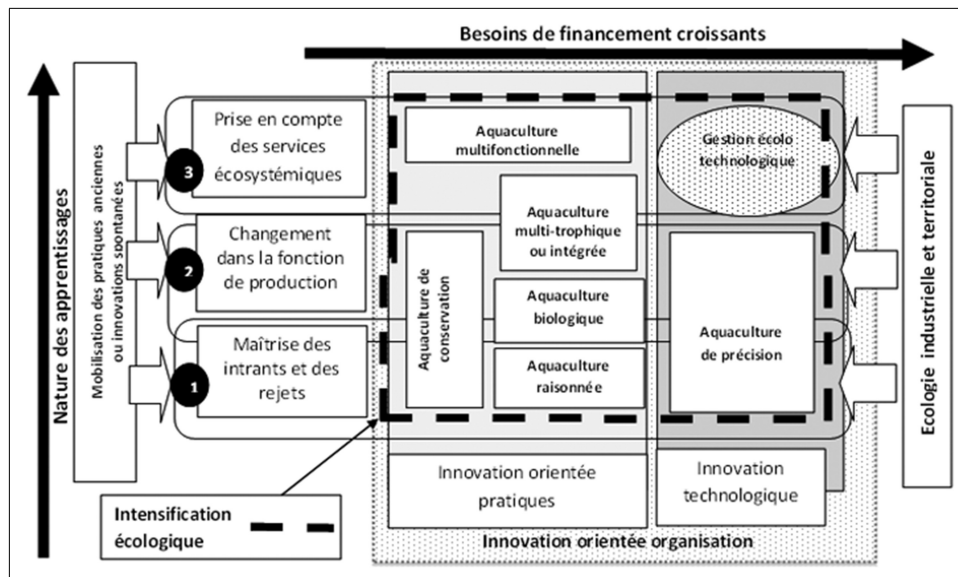 Besoins de financement croissants
Nature des apprentissages
Mobilisation des pratiques anciennes
ou innovations spontanées
3
Prise en compte
des services
écosystémiques
Aquaculture
multifonctionnelle
Gestion écolo
technologique
2
Changement
dans la fonction
de production
Aquaculture
multi-trophique
ou intégrée
Aquaculture de
conservation
Aquaculture
biologique
Aquaculture
de précision
1
Maîtrise des
intrants et des
rejets
Aquaculture
raisonnée
Ecologie industrielle et territoriale
Innovation orientée
pratiques
Innovation
technologique
Intensification
écologique
Innovation orientée organisation